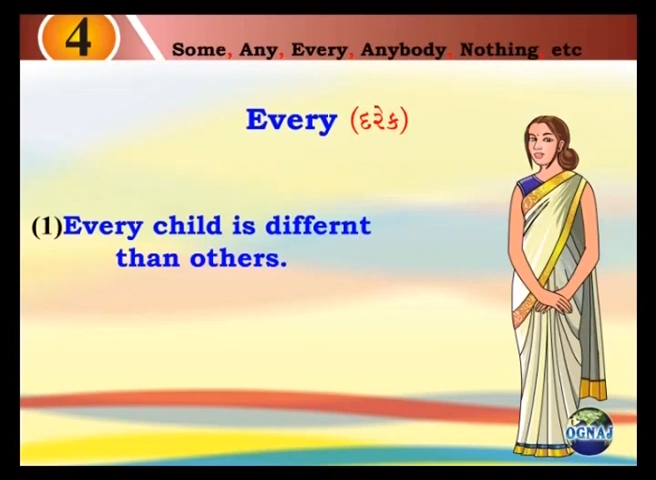 4
Some, Any, Every, Anybody, Nothing etc
Every (દરેક)
(1)Every child is differnt
than others.
OGNAJ